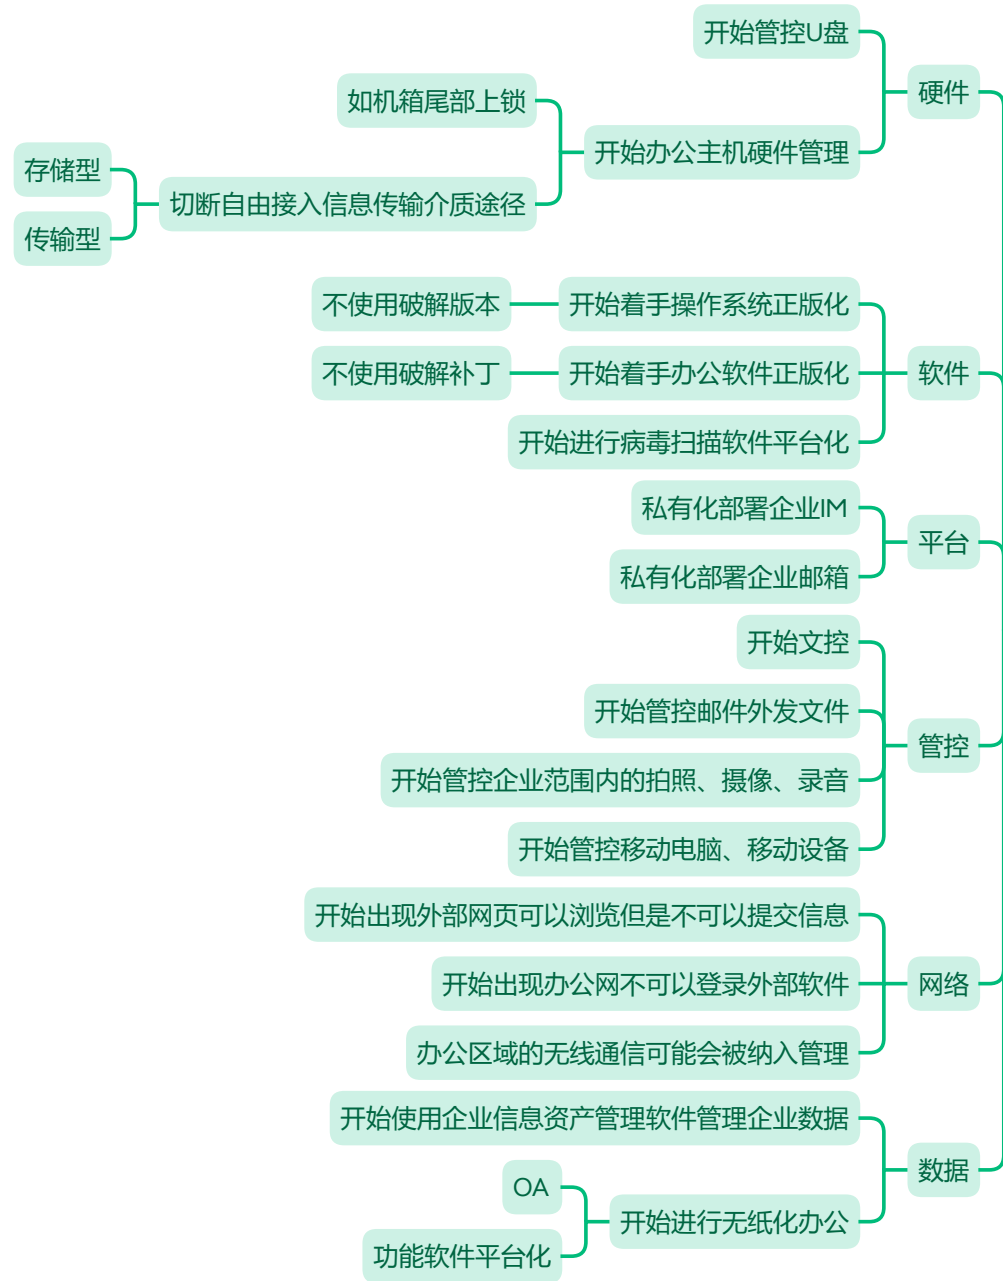 开始管控U盘
硬件
如机箱尾部上锁
开始办公主机硬件管理
存储型
切断自由接入信息传输介质途径
传输型
不使用破解版本
开始着手操作系统正版化
不使用破解补丁
开始着手办公软件正版化
软件
开始进行病毒扫描软件平台化
私有化部署企业IM
平台
私有化部署企业邮箱
开始文控
开始管控邮件外发文件
管控
开始管控企业范围内的拍照、摄像、录音
开始管控移动电脑、移动设备
开始出现外部网页可以浏览但是不可以提交信息
开始出现办公网不可以登录外部软件
网络
办公区域的无线通信可能会被纳入管理
开始使用企业信息资产管理软件管理企业数据
数据
OA
开始进行无纸化办公
功能软件平台化